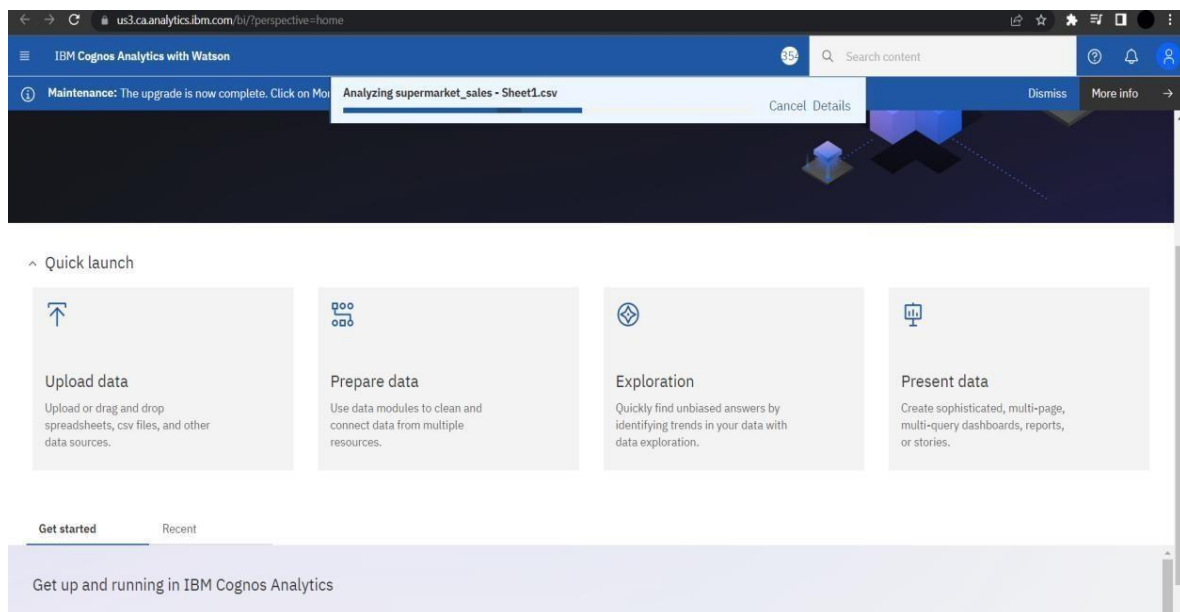 us3.ca.analytics.ibm.com/bi/?perspective=home
IBM Cognos Analytics with Watson
354
Search content
Maintenance: The upgrade is now complete. Click on Mor
Analyzing supermarket_sales - Sheet1.csv
Cancel Details
Dismiss
More info
Quick launch
Upload data
Upload or drag and drop
spreadsheets, csv files, and other
data sources.
Prepare data
Use data modules to clean and
connect data from multiple
resources.
Exploration
Quickly find unbiased answers by
identifying trends in your data with
data exploration.
Present data
Create sophisticated, multi-page,
multi-query dashboards, reports,
or stories.
Get started
Recent
Get up and running in IBM Cognos Analytics